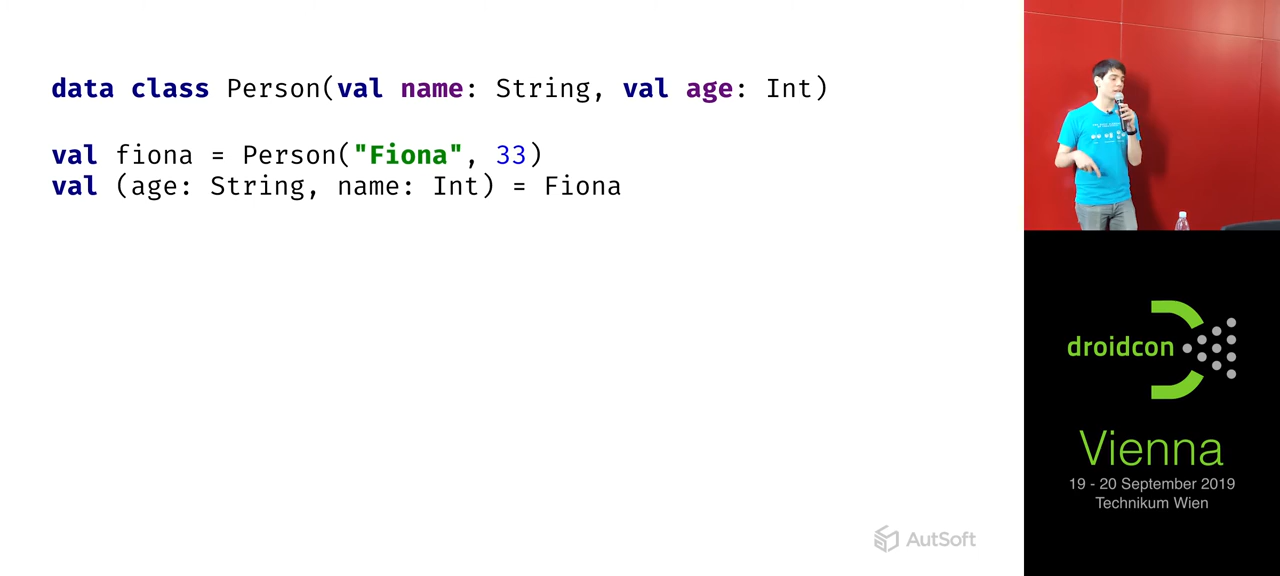 data class Person(val name: String, val age: Int)
val fiona = Person("Fiona", 33)
val (age: String, name: Int) = Fiona
AutSoft
droidcon
Vienna
19 - 20 September 2019
Technikum Wien